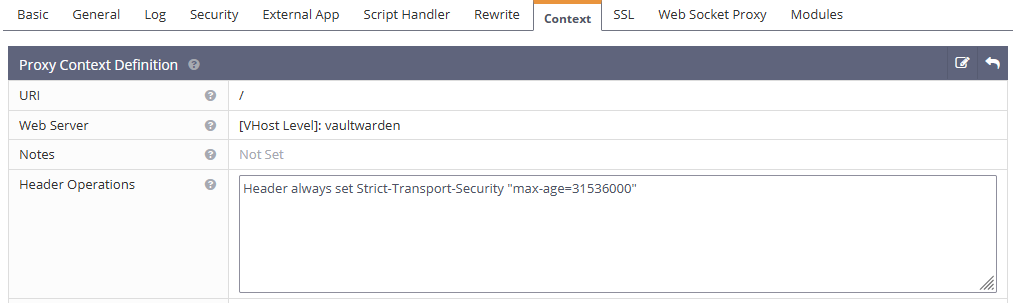 Basic General Log Security External App Script Handler Rewrite Context SSL Web Socket Proxy Modules
Proxy Context Definition
URI /
Web Server [VHost Level]: vaultwarden
Notes Not Set
Header Operations Header always set Strict-Transport-Security "max-age=31536000"